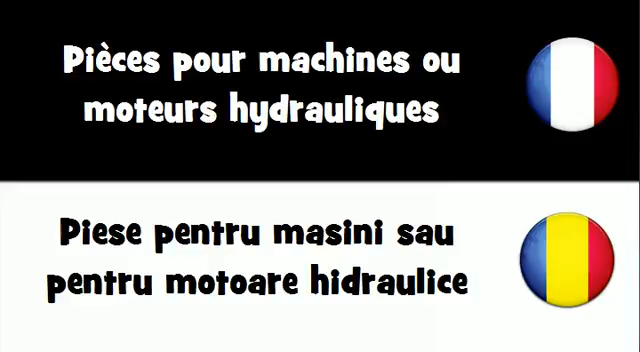 Pièces pour machines ou
moteurs hydrauliques
Piese pentru masini sau
pentru motoare hidraulice